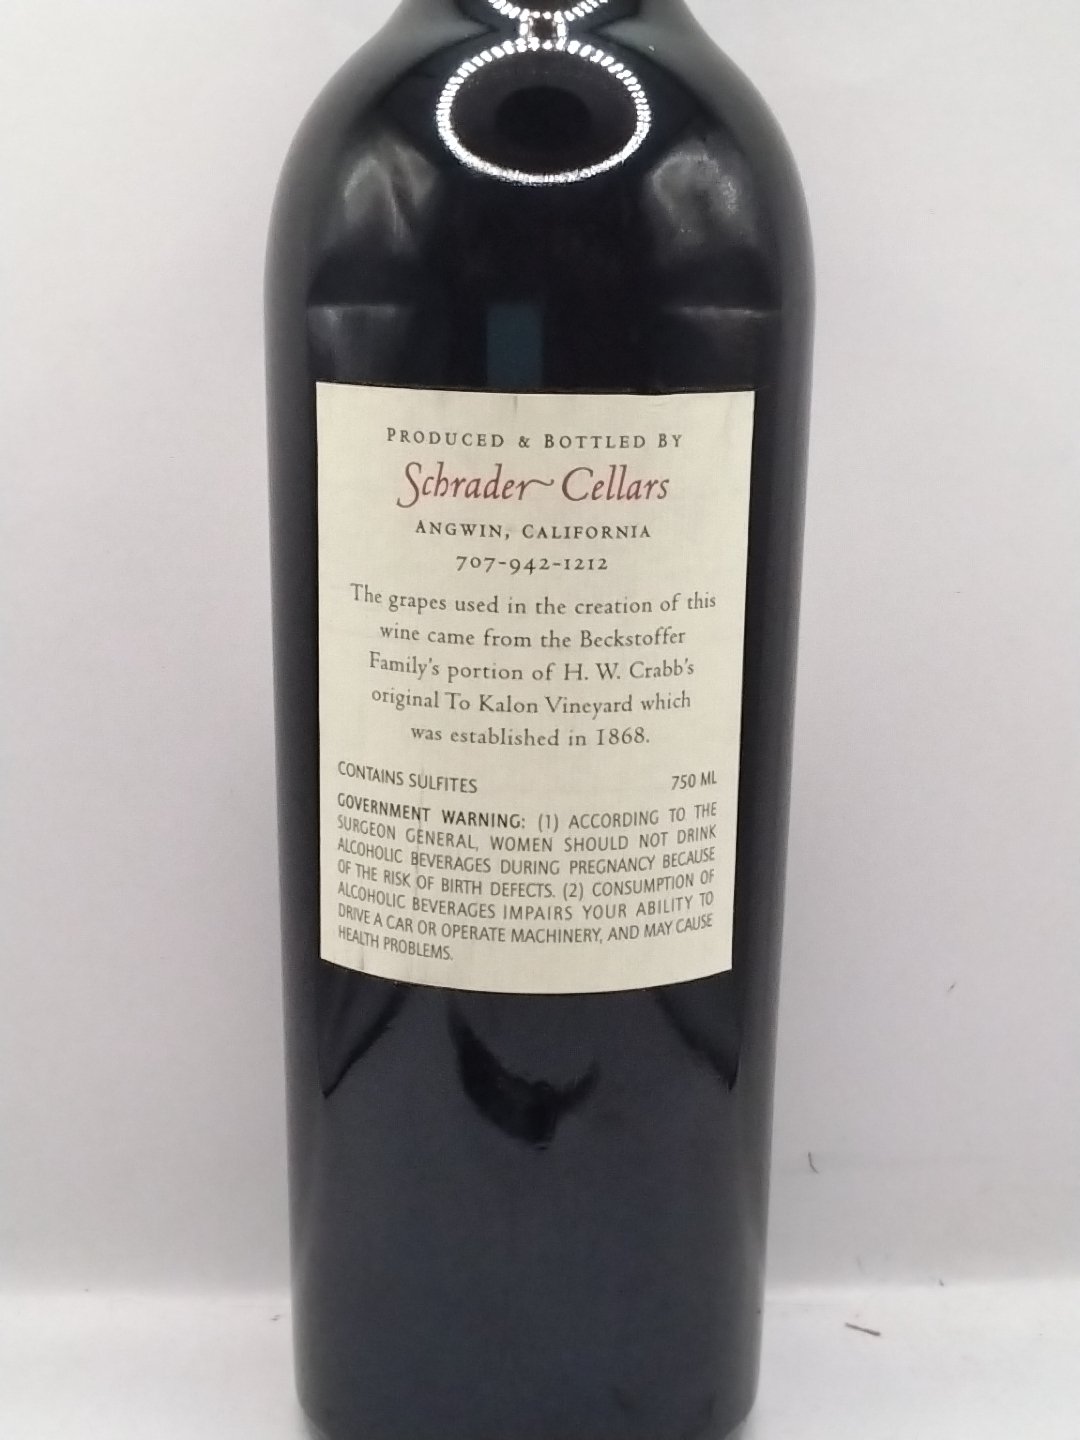 PRODUCED & BOTTLED BY
Schrader Cellars
ANGWIN, CALIFORNIA
707-942-1212
The grapes used in the creation of this
wine came from the Beckstoffer
Family's portion of H. W. Crabb's
original To Kalon Vineyard which
was established in 1868.
CONTAINS SULFITES 750 ML
GOVERNMENT WARNING: (1) ACCORDING TO THE
SURGEON GENERAL, WOMEN SHOULD NOT DRINK
ALCOHOLIC BEVERAGES DURING PREGNANCY BECAUSE
OF THE RISK OF BIRTH DEFECTS. (2) CONSUMPTION OF
ALCOHOLIC BEVERAGES IMPAIRS YOUR ABILITY TO
DRIVE A CAR OR OPERATE MACHINERY, AND MAY CAUSE
HEALTH PROBLEMS.